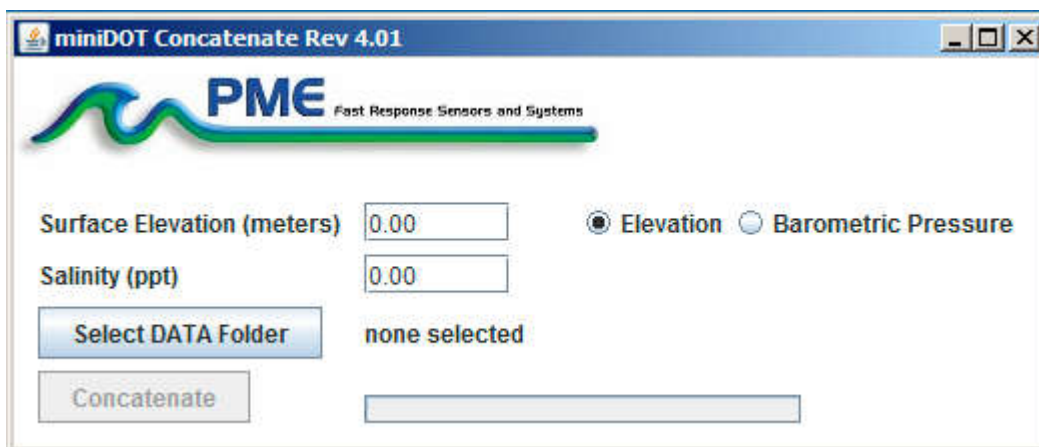 miniDOT Concatenate Rev 4.01
PME Fast Response Sensors and Systems
Surface Elevation (meters) 0.00 Elevation Barometric Pressure
Salinity (ppt) 0.00
Select DATA Folder none selected
Concatenate